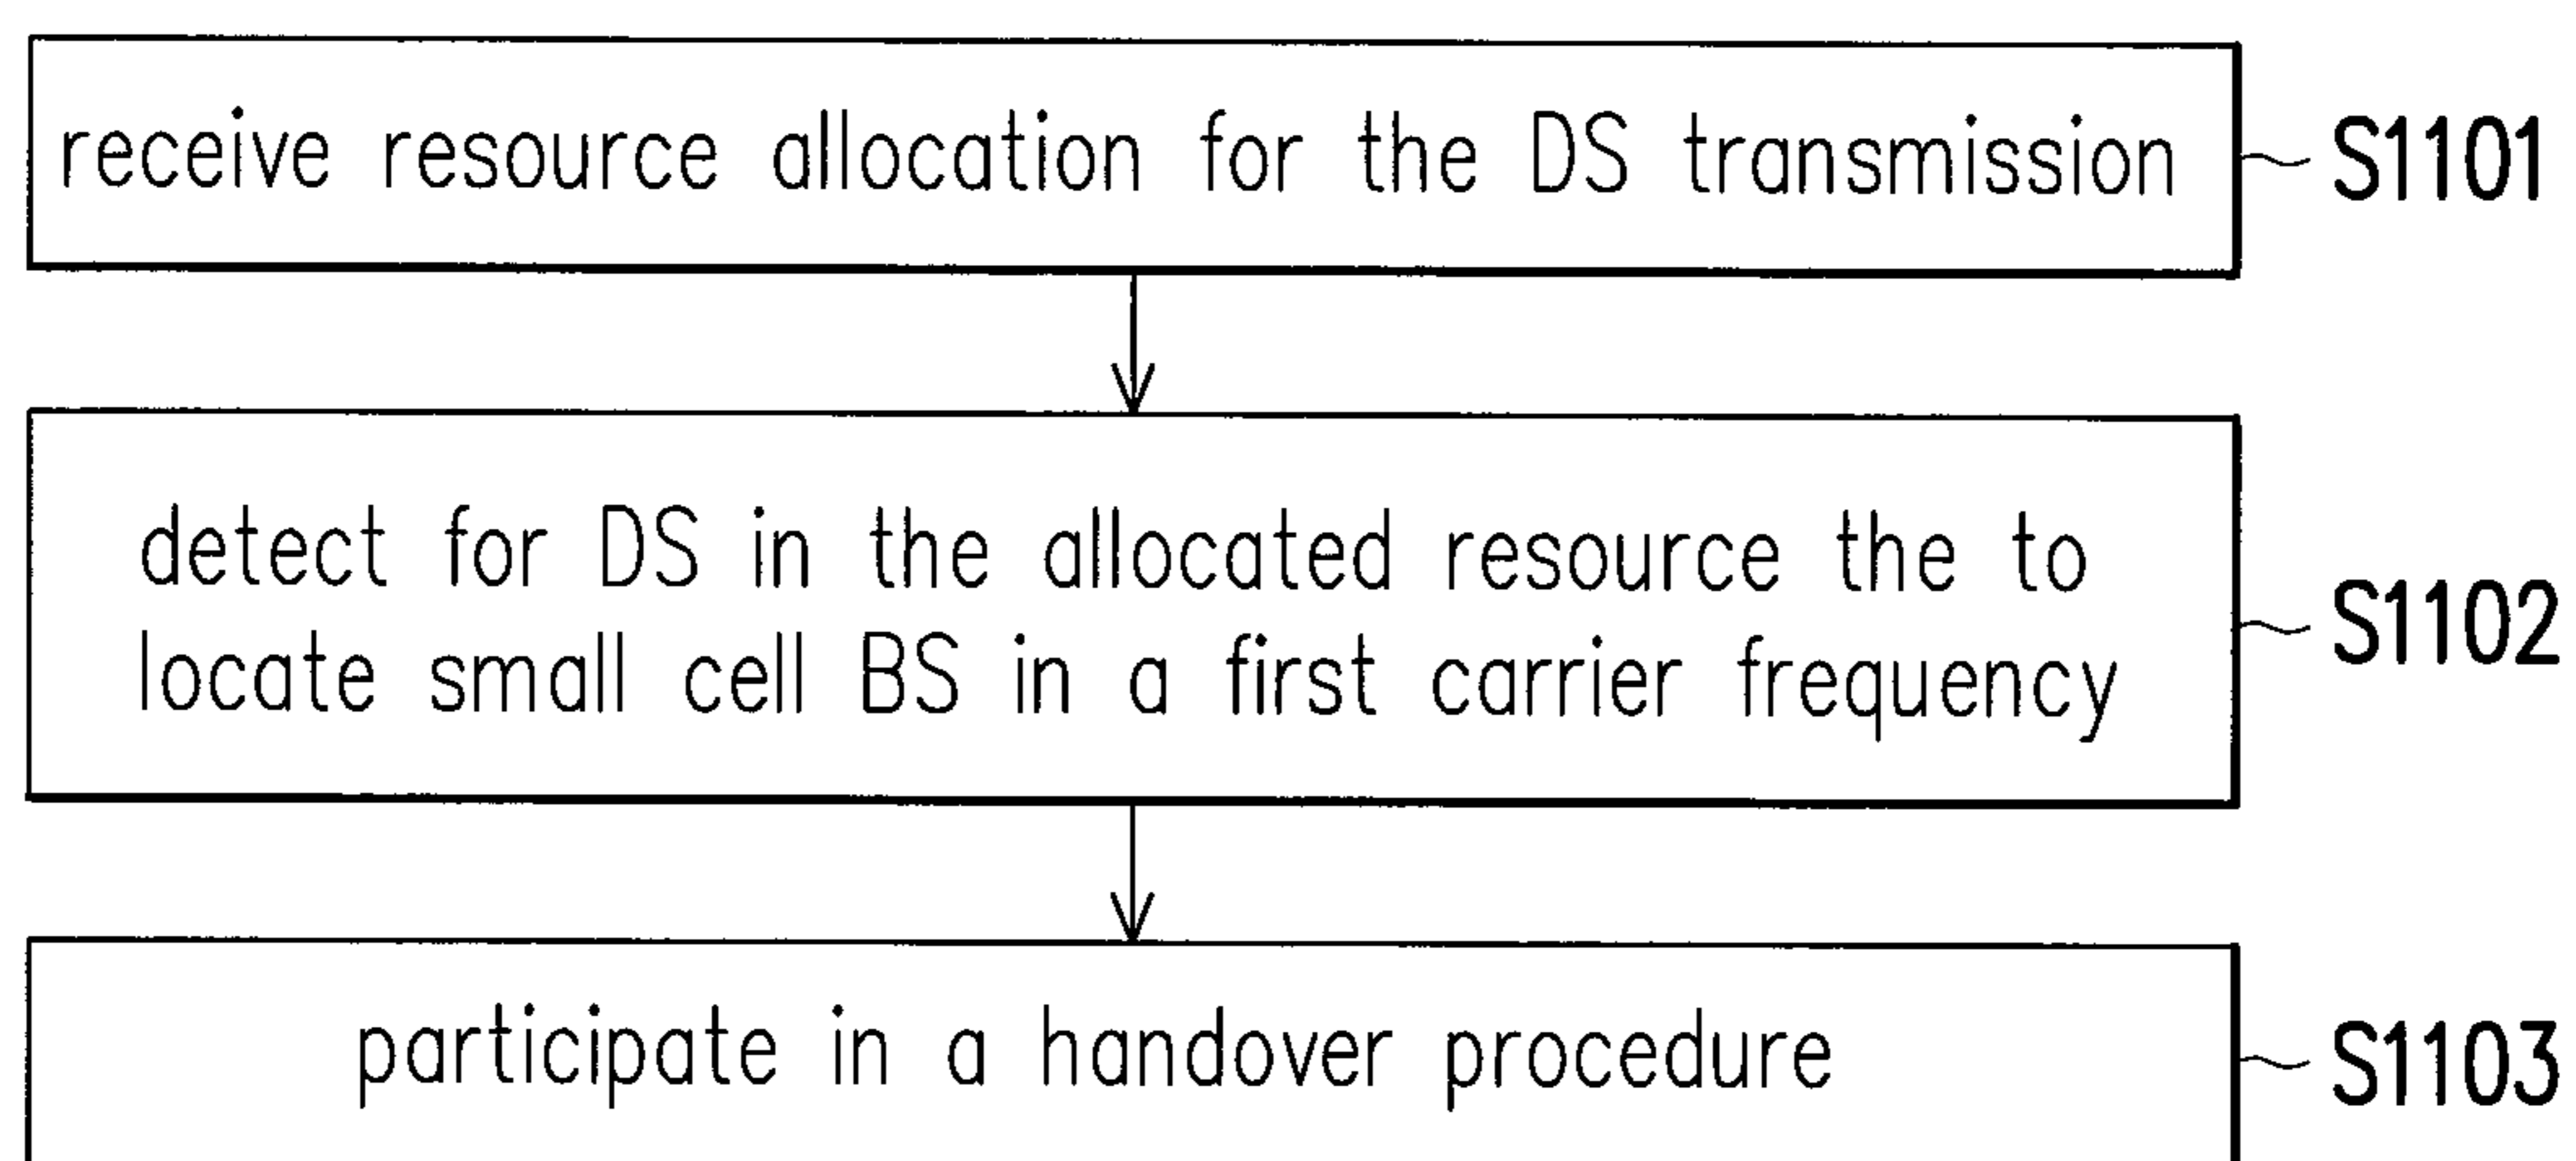 receive resource allocation for the DS transmission
S1101
detect for DS in the allocated resource the to
locate small cell BS in a first carrier frequency
S1102
participate in a handover procedure
S1103